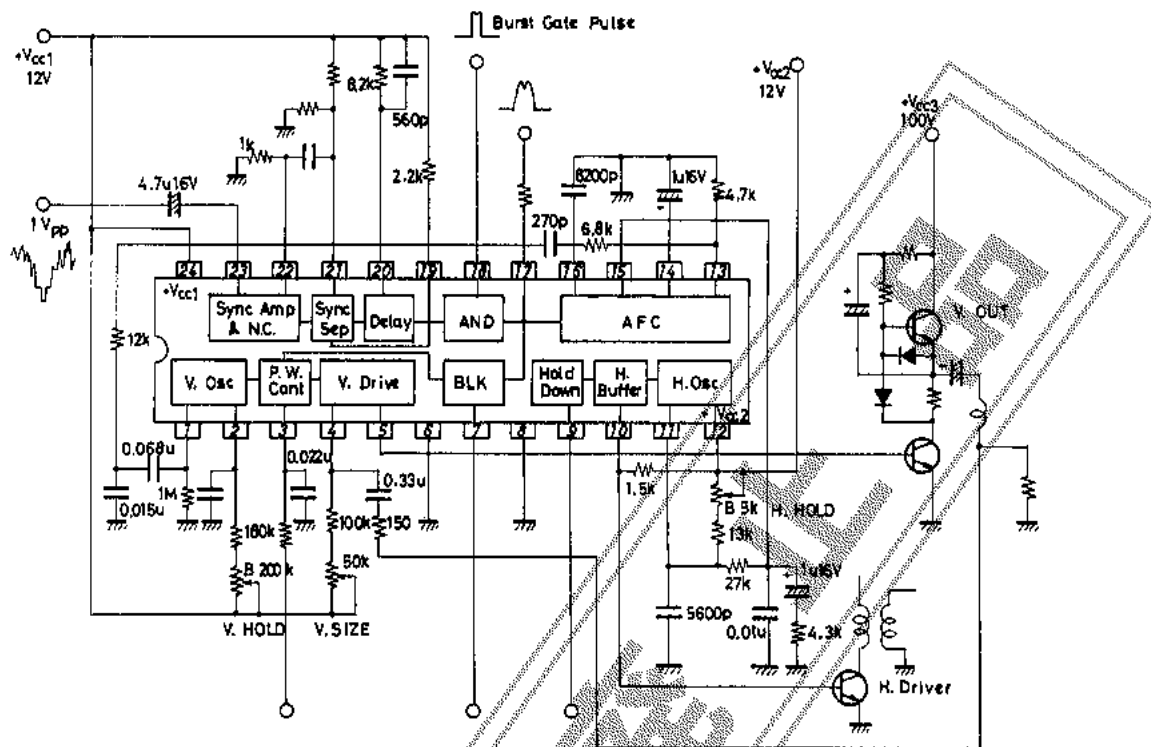 Burst Gate Pulse
+Vcc1
12V
8,2k
560p
+Vcc2
12V
+Vcc3
100V
1k
4.7u16V
2.2k
8200p
1u16V
4.7k
1 Vpp
270p
6.8k
24 23 22 21 20 19 18 17 16 15 14 13
+Vcc1
Sync Amp
& N.C.
Sync
Sep
Delay
AND
AFC
V. OUT
12k
V. Osc
P.W.
Cont
V. Drive
BLK
Hold
Down
H.
Buffer
H.Osc
+ Vcc2
1 2 3 4 5 6 7 8 9 10 11 12
0.068u
0.022u
0.33u
1.5k
0.015u
1M
B 5k
H. HOLD
160k
100k
150
13k
B 200k
50k
27k
1u16V
V. HOLD
V. SIZE
5600p
0.01u
4.3k
H. Driver